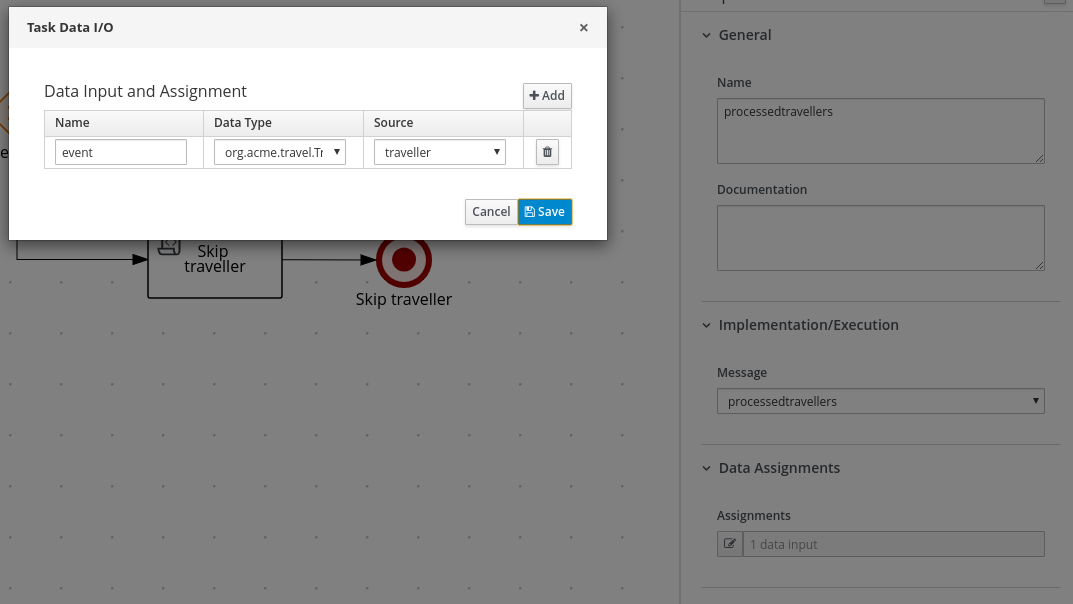 Task Data I/O
×
Data Input and Assignment
Add
Name
Data Type
Source
event
org.acme.travel.Tr
traveller
Cancel
Save
Skip
traveller
Skip traveller
General
Name
processedtravellers
Documentation
Implementation/Execution
Message
processedtravellers
Data Assignments
Assignments
1 data input